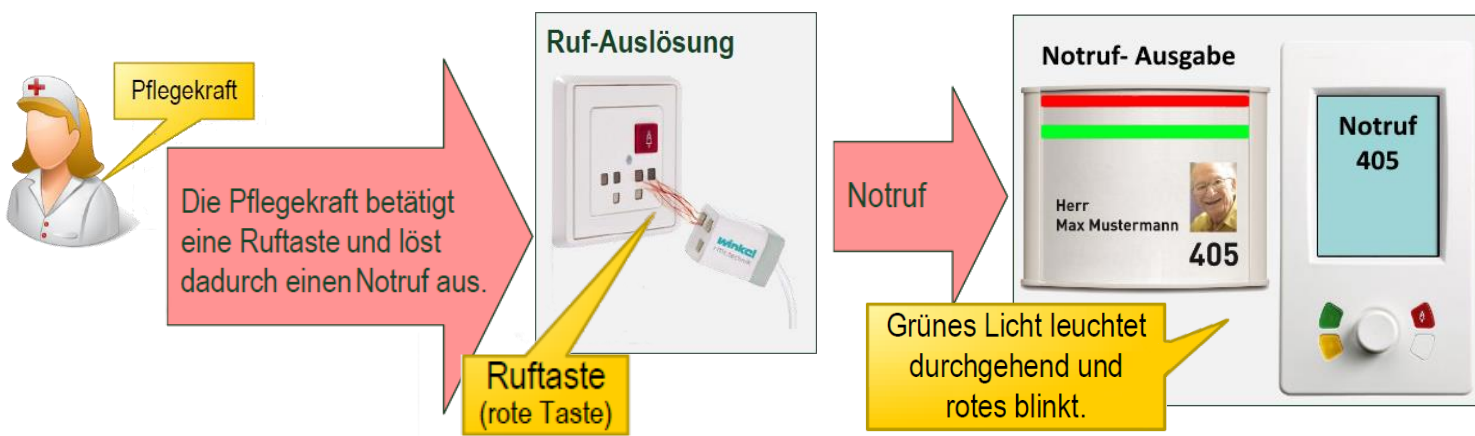 Pflegekraft
Die Pflegekraft betätigt
eine Ruftaste und löst
dadurch einen Notruf aus.
Ruf-Auslösung
winkel
Ruftaste
(rote Taste)
Notruf
Notruf- Ausgabe
Herr
Max Mustermann
405
Notruf
405
Grünes Licht leuchtet
durchgehend und
rotes blinkt.